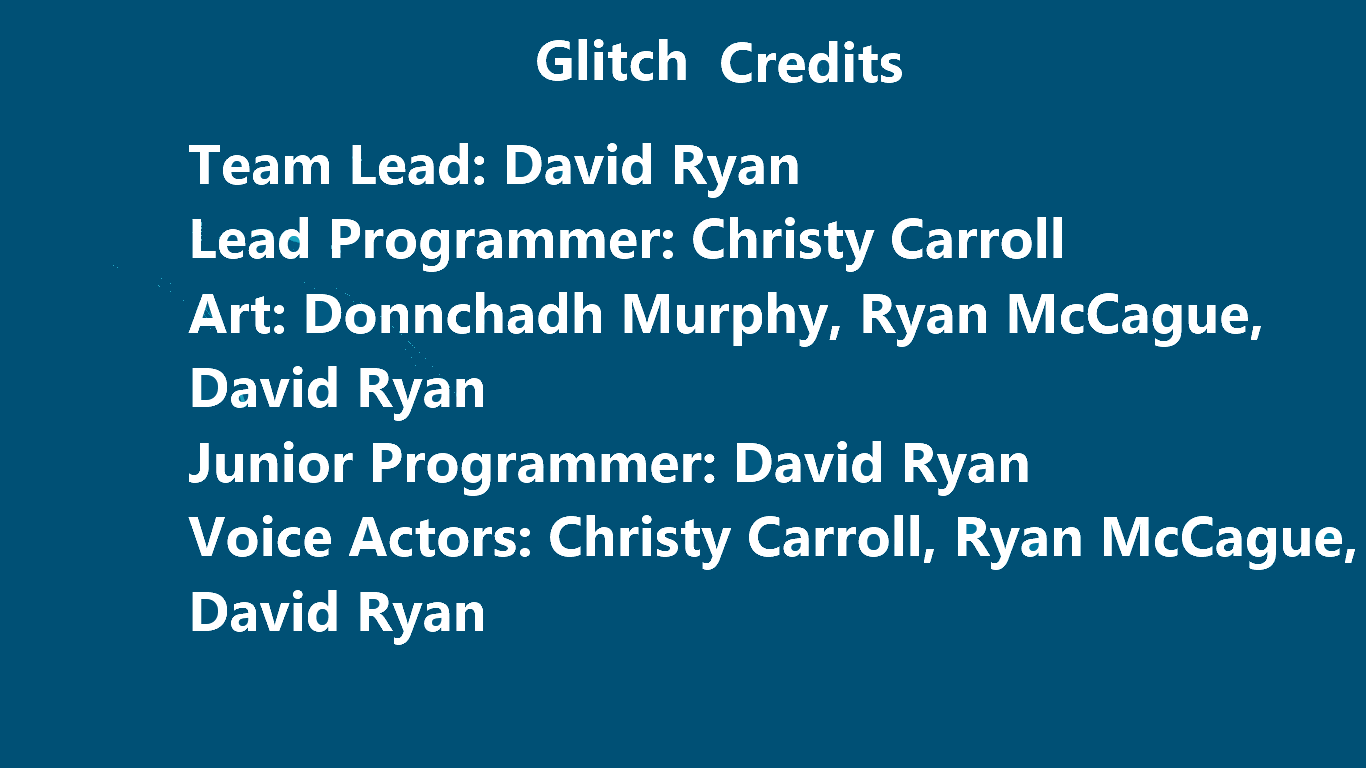 Glitch Credits
Team Lead: David Ryan
Lead Programmer: Christy Carroll
Art: Donnchadh Murphy, Ryan McCague,
David Ryan
Junior Programmer: David Ryan
Voice Actors: Christy Carroll, Ryan McCague,
David Ryan